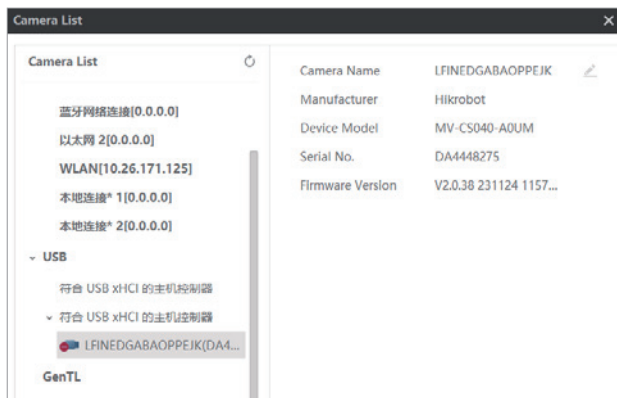 Camera List
Camera List
蓝牙网络连接[0.0.0.0]
以太网 2[0.0.0.0]
WLAN[10.26.171.125]
本地连接* 1[0.0.0.0]
本地连接* 2[0.0.0.0]
USB
符合 USB xHCI 的主机控制器
符合 USB xHCI 的主机控制器
LFINEDGABAOPPEJK(DA4...
GenTL
Camera Name LFINEDGABAOPPEJK
Manufacturer Hikrobot
Device Model MV-CS040-A0UM
Serial No. DA4448275
Firmware Version V2.0.38 231124 1157...